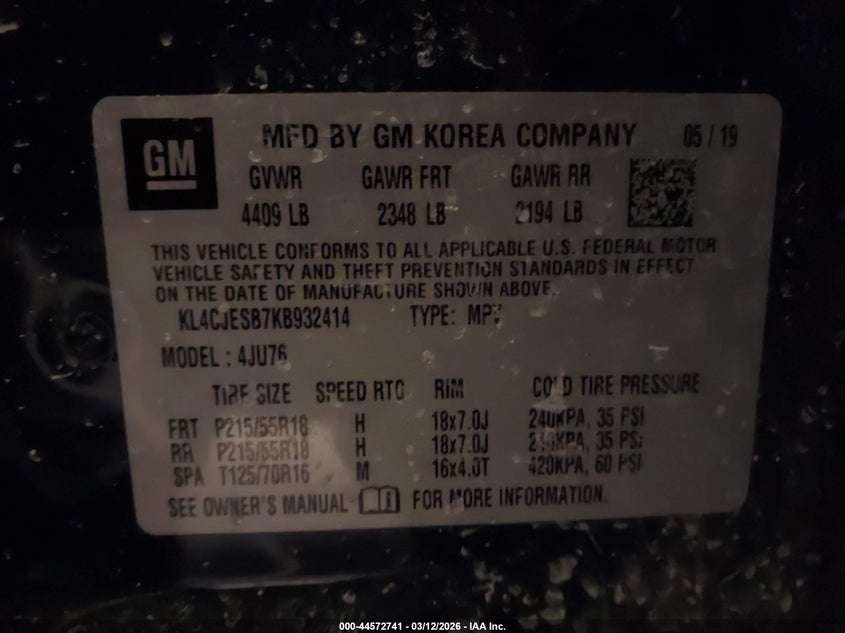 GM
MFD BY GM KOREA COMPANY 05 / 19
GVWR GAWR FRT GAWR RR
4409 LB 2348 LB 2194 LB
THIS VEHICLE CONFORMS TO ALL APPLICABLE U.S. FEDERAL MOTOR
VEHICLE SAFETY AND THEFT PREVENTION STANDARDS IN EFFECT
ON THE DATE OF MANUFACTURE SHOWN ABOVE.
KL4CJESB7KB932414 TYPE: MPV
MODEL : 4JU76
TIRE SIZE SPEED RTG RIM COLD TIRE PRESSURE
FRT P215/55R18 H 18x7.0J 240KPA, 35 PSI
RR P215/55R18 H 18x7.0J 240KPA, 35 PSI
SPA T125/70R16 M 16x4.0T 420KPA, 60 PSI
SEE OWNER'S MANUAL FOR MORE INFORMATION.
000-44572741 - 03/12/2026 - IAA Inc.